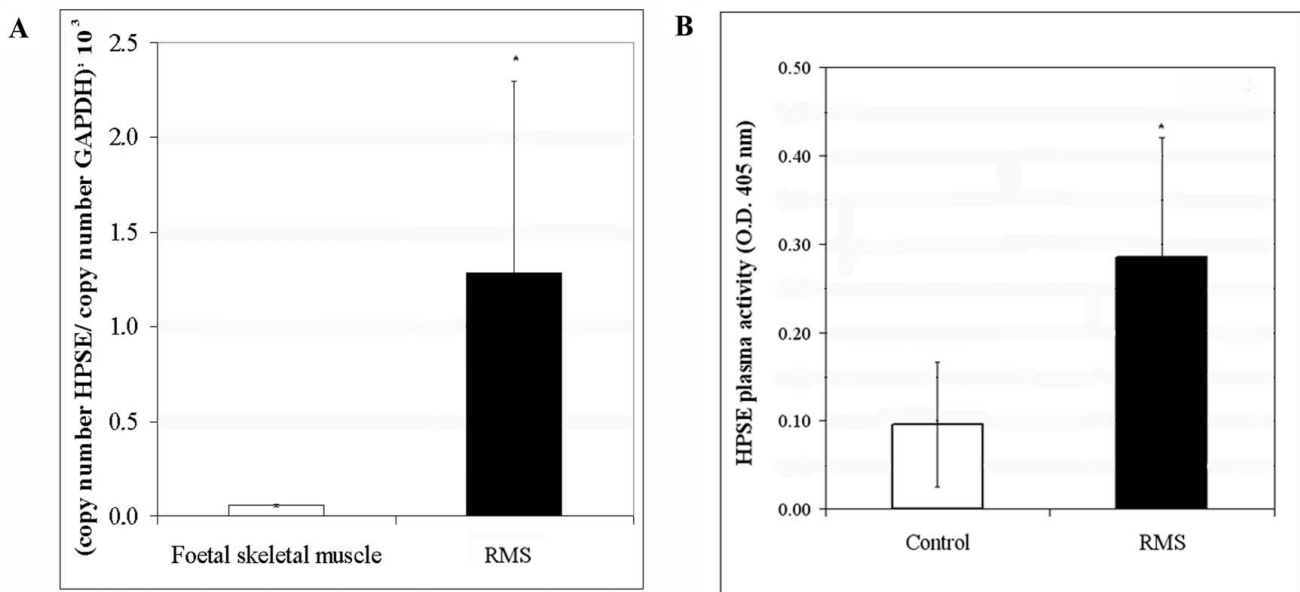 A
(copy number HPSE/ copy number GAPDH)* 10³
2.5
2.0
1.5
1.0
0.5
0.0
*
Foetal skeletal muscle
RMS
B
HPSE plasma activity (O.D. 405 nm)
0.50
0.40
0.30
0.20
0.10
0.00
*
Control
RMS